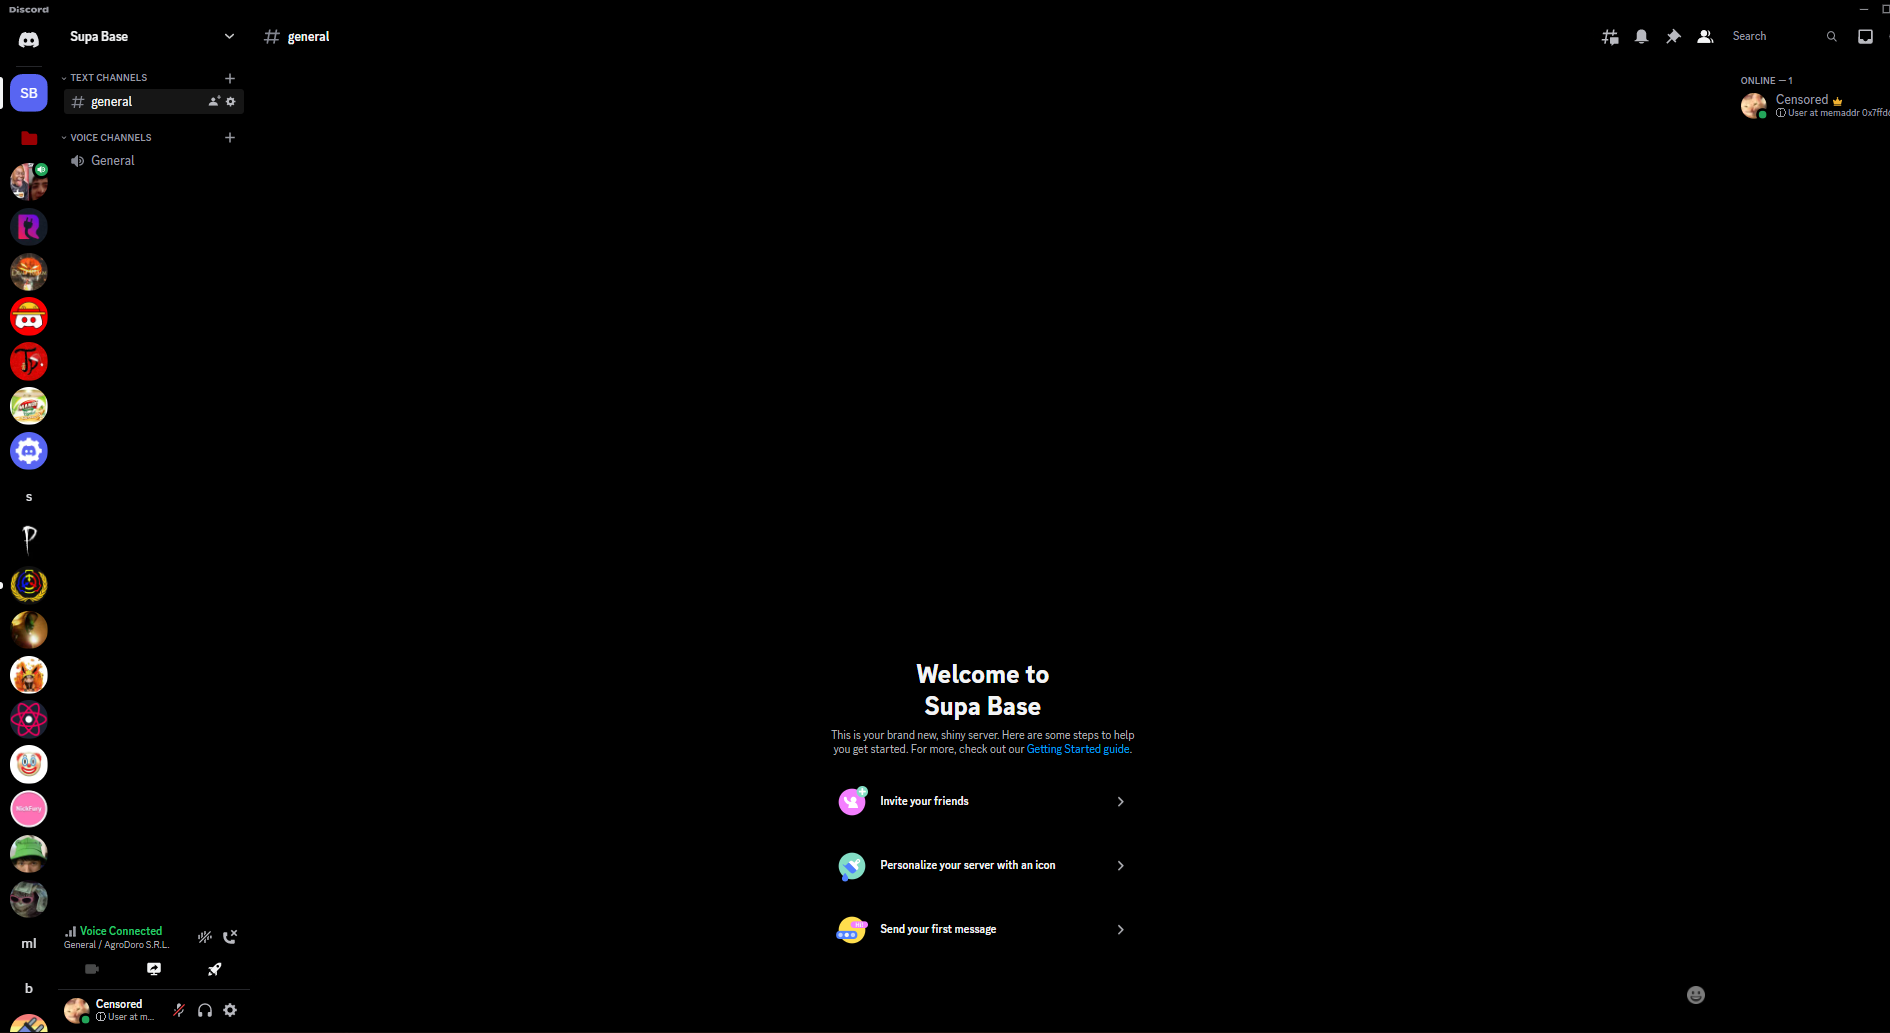 Discord
Supa Base
general
Search
TEXT CHANNELS
general
VOICE CHANNELS
General
SB
s
ml
b
ONLINE — 1
Censored
User at memaddr
Welcome to
Supa Base
This is your brand new, shiny server. Here are some steps to help
you get started. For more, check out our Getting Started guide.
Invite your friends
Personalize your server with an icon
Send your first message
Voice Connected
General / AgroDoro S.R.L.
Censored
User at m...